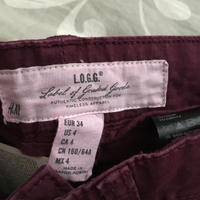 L.O.G.G.
Label of Graded Goods
H&M
AUTHENTIC CONSTRUCTION FOR
TIMELESS APPAREL
EUR 34
US 4
CA 4
CN 160/64A
MX 4
MADE IN